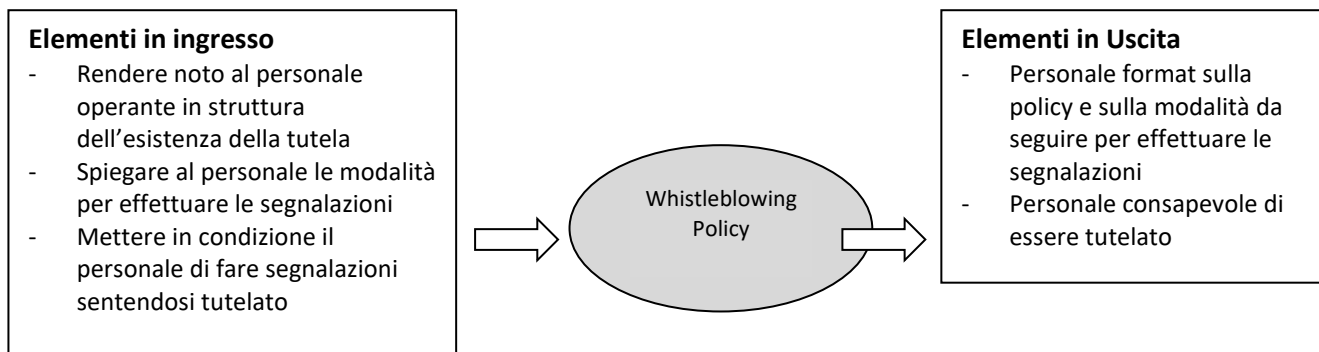 Elementi in ingresso
- Rendere noto al personale
operante in struttura
dell'esistenza della tutela
- Spiegare al personale le modalità
per effettuare le segnalazioni
- Mettere in condizione il
personale di fare segnalazioni
sentendosi tutelato
Whistleblowing
Policy
Elementi in Uscita
- Personale format sulla
policy e sulla modalità da
seguire per effettuare le
segnalazioni
- Personale consapevole di
essere tutelato